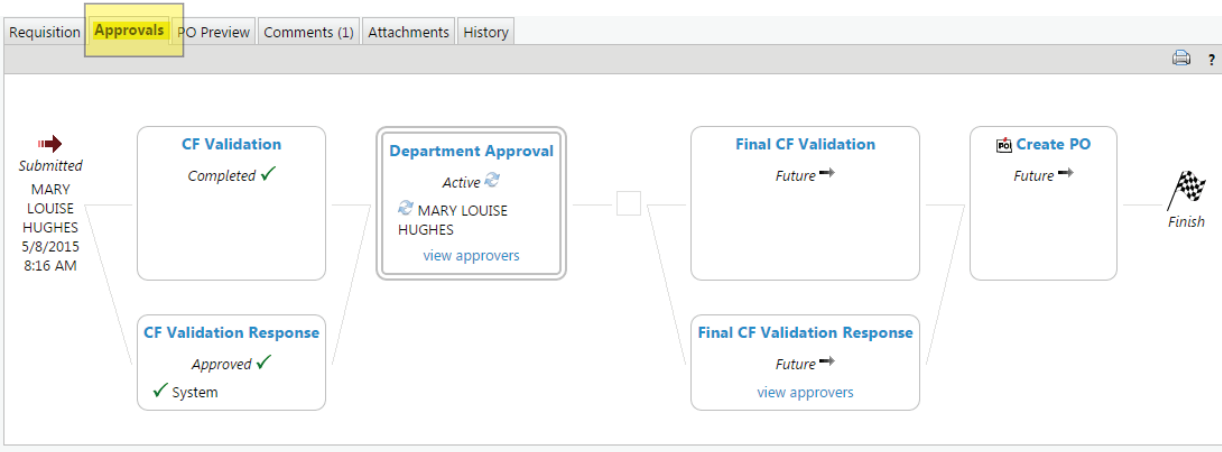 Requisition Approvals PO Preview Comments (1) Attachments History
?
Submitted
MARY
LOUISE
HUGHES
5/8/2015
8:16 AM
CF Validation
Completed
CF Validation Response
Approved
System
Department Approval
Active
MARY LOUISE
HUGHES
view approvers
Final CF Validation
Future
Final CF Validation Response
Future
view approvers
PO Create PO
Future
Finish